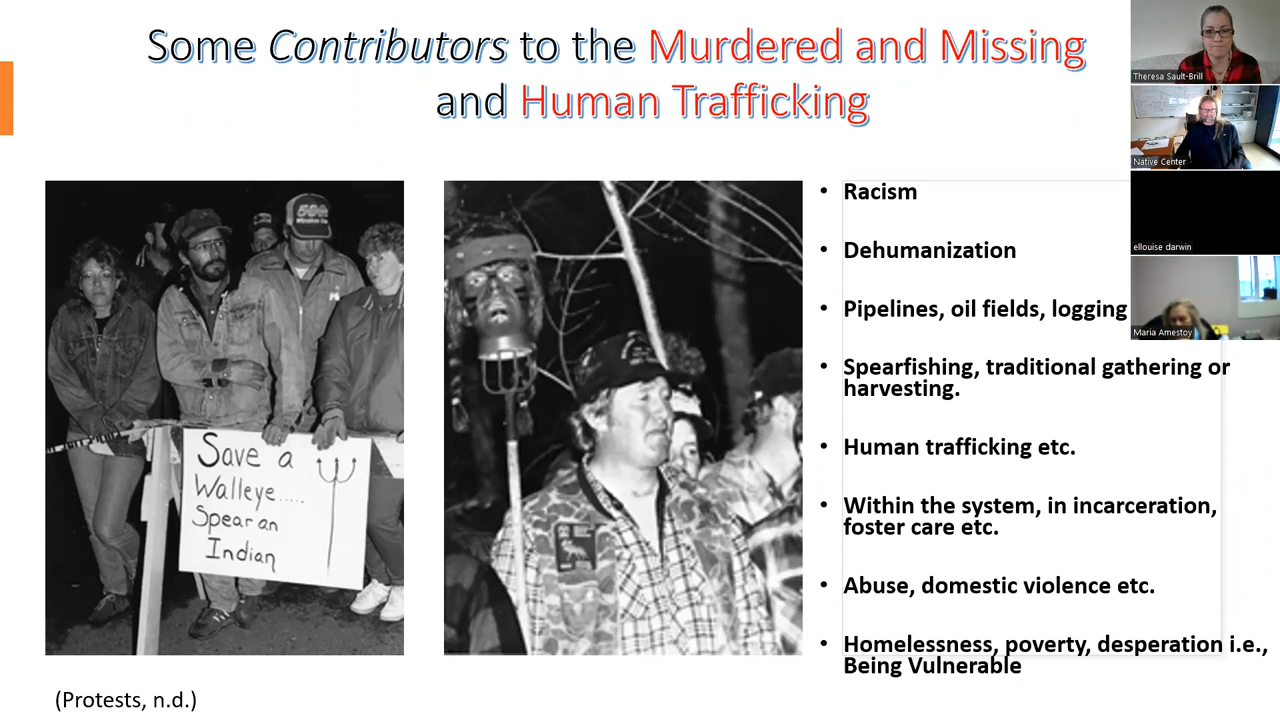 Some Contributors to the Murdered and Missing
and Human Trafficking
Theresa Sault-Brill
Native Center
ellouise darwin
Maria Amestoy
Save a
Walleye.....
Spear an
Indian
• Racism
• Dehumanization
• Pipelines, oil fields, logging
• Spearfishing, traditional gathering or
harvesting.
• Human trafficking etc.
• Within the system, in incarceration,
foster care etc.
• Abuse, domestic violence etc.
• Homelessness, poverty, desperation i.e.,
Being Vulnerable
(Protests, n.d.)